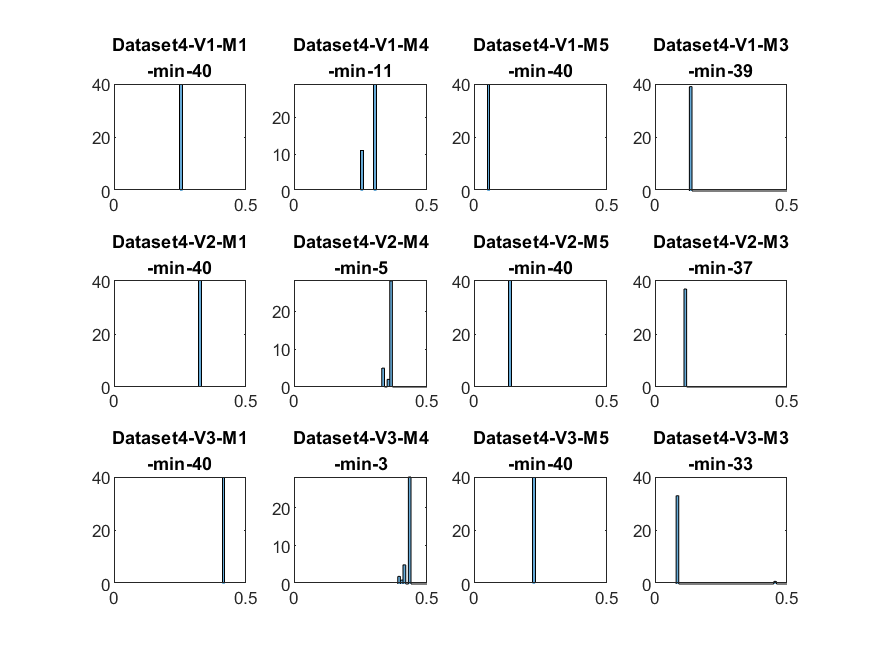 Dataset4-V1-M1
-min-40
40
20
0
0
0.5
Dataset4-V1-M4
-min-11
20
10
0
0
0.5
Dataset4-V1-M5
-min-40
40
20
0
0
0.5
Dataset4-V1-M3
-min-39
40
20
0
0
0.5
Dataset4-V2-M1
-min-40
40
20
0
0
0.5
Dataset4-V2-M4
-min-5
20
10
0
0
0.5
Dataset4-V2-M5
-min-40
40
20
0
0
0.5
Dataset4-V2-M3
-min-37
40
20
0
0
0.5
Dataset4-V3-M1
-min-40
40
20
0
0
0.5
Dataset4-V3-M4
-min-3
20
10
0
0
0.5
Dataset4-V3-M5
-min-40
40
20
0
0
0.5
Dataset4-V3-M3
-min-33
40
20
0
0
0.5